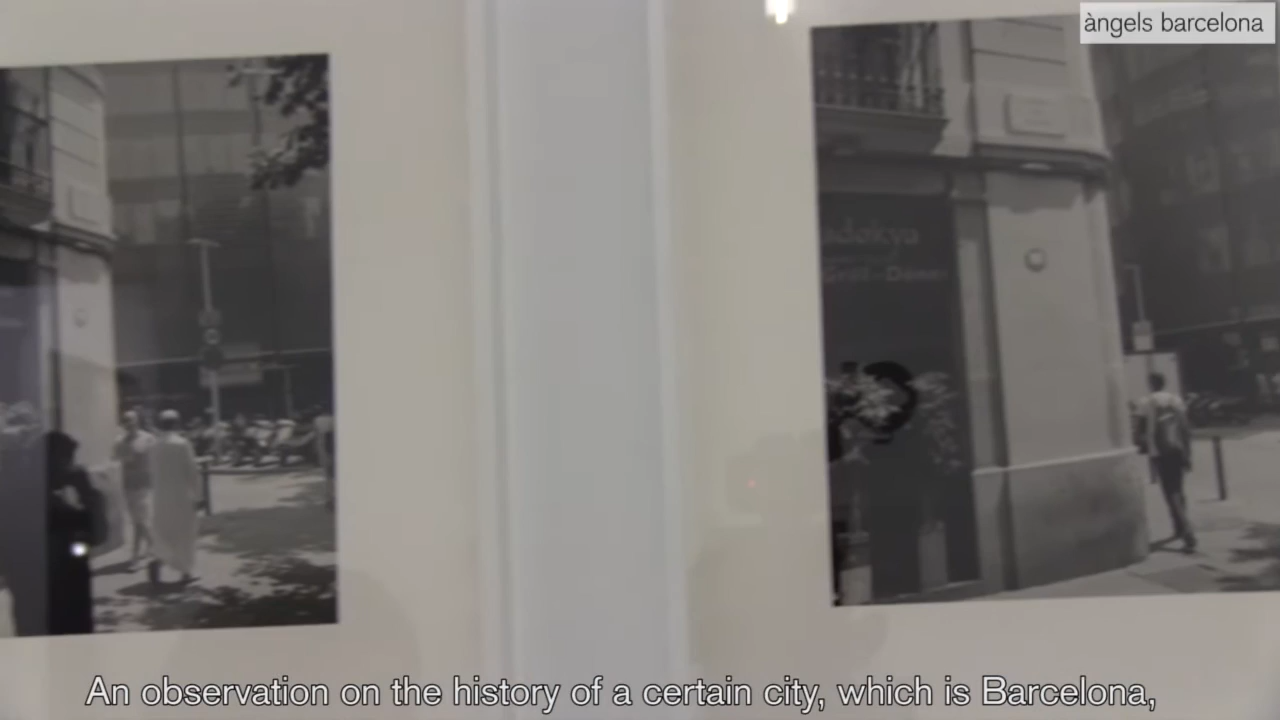 àngels barcelona
An observation on the history of a certain city, which is Barcelona,